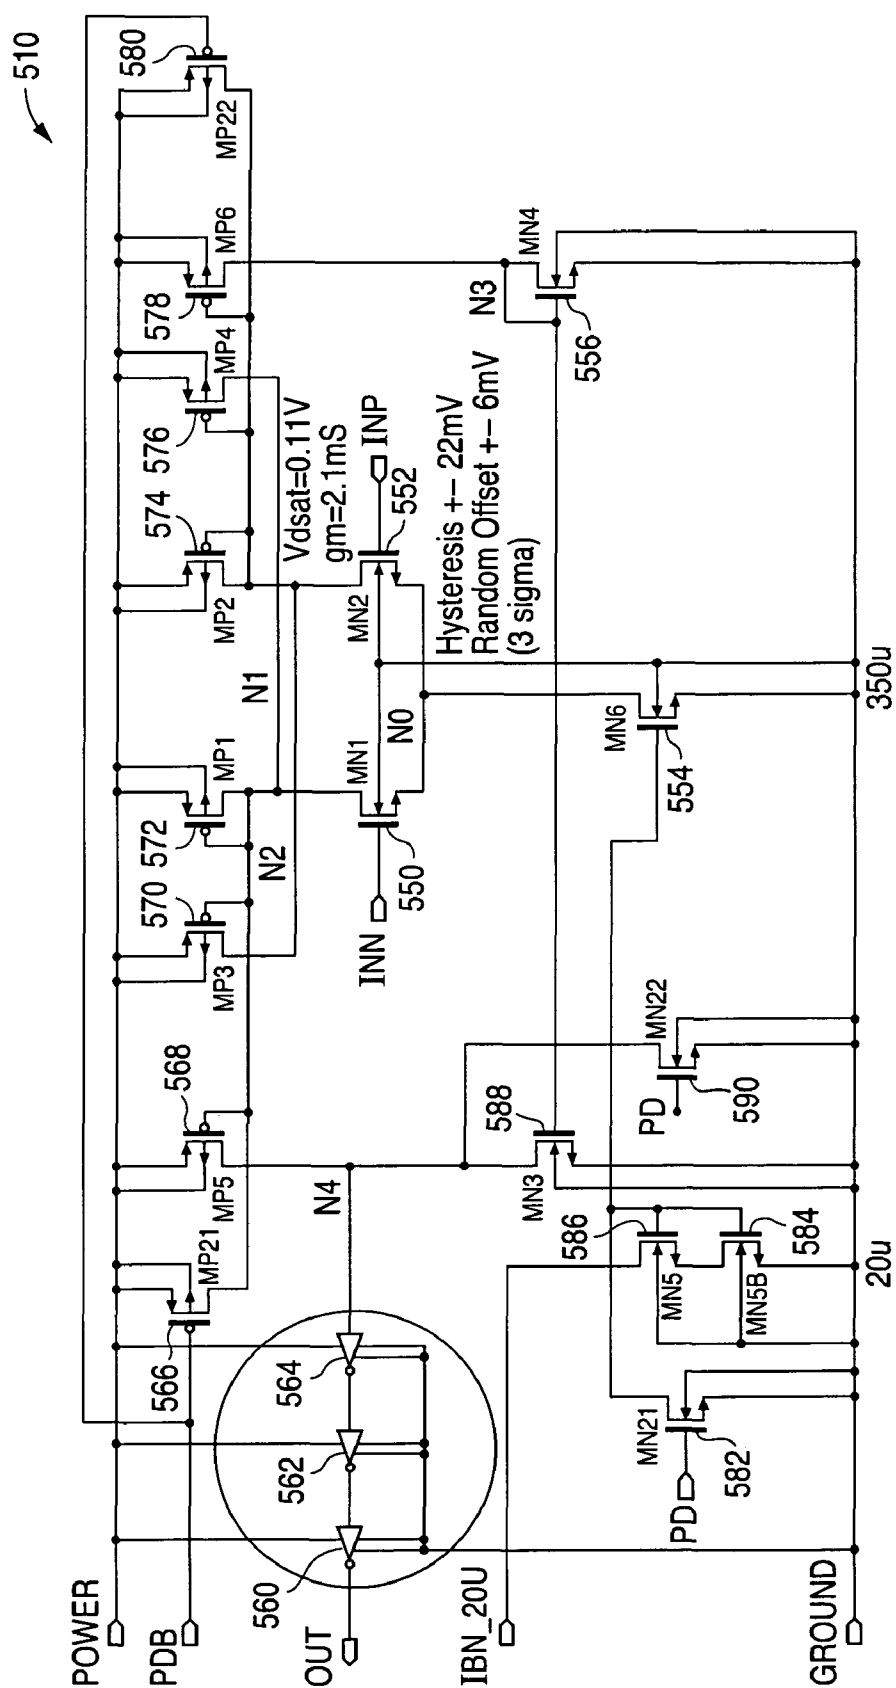 510
POWER
PDB
OUT
IBN_20U
GROUND
580
MP22
578
MP6
576
MP4
574
MP2
572
MP1
570
MP3
568
MP5
566
MP21
N1
N2
N3
N4
N0
Vdsat=0.11V
gm=2.1mS
INP
552
MN2
MN1
550
INN
Hysteresis +– 22mV
Random Offset +– 6mV
(3 sigma)
MN4
556
MN6
554
350u
564
562
560
588
MN3
MN22
590
PD
586
MN5
584
MN5B
20u
MN21
582
PD